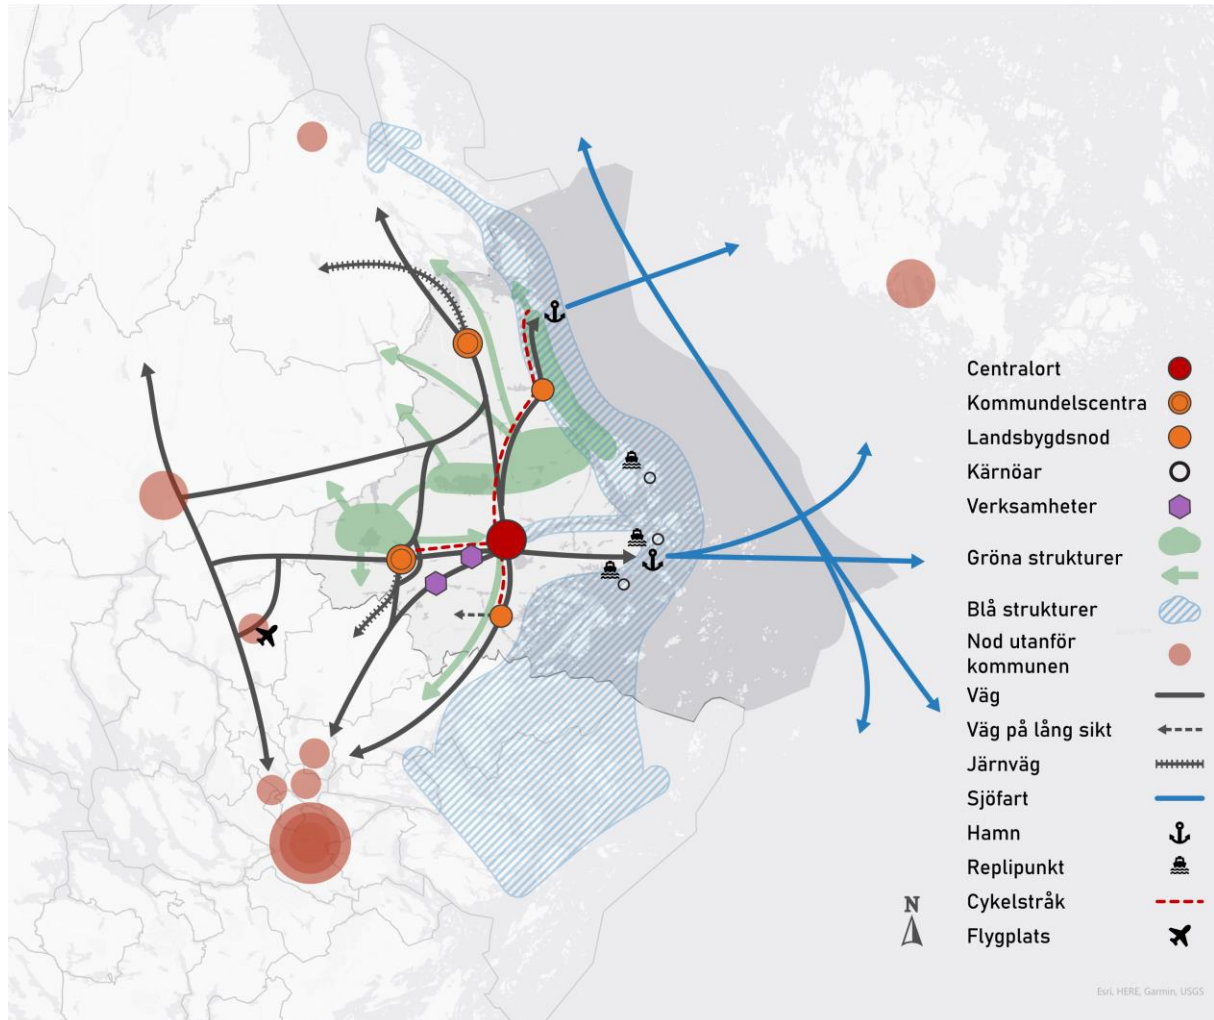 Centralort
Kommundelscentra
Landsbygdsnod
Kärnöar
Verksamheter
Gröna strukturer
Blå strukturer
Nod utanför
kommunen
Väg
Väg på lång sikt
Järnväg
Sjöfart
Hamn
Replipunkt
N
Cykelstråk
Flygplats
Esri, HERE, Garmin, USGS